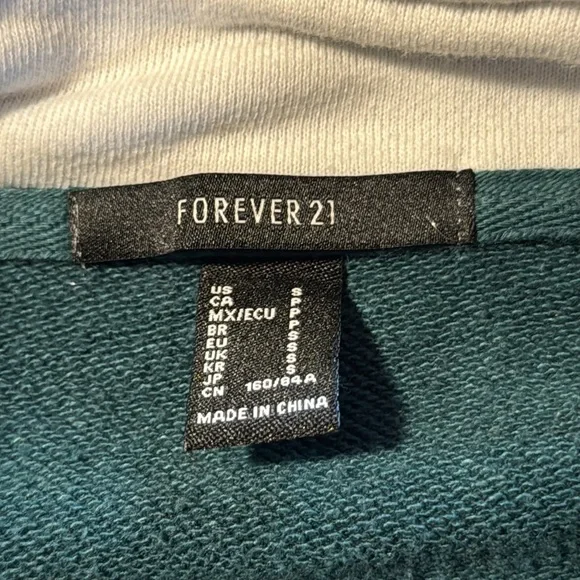 FOREVER 21
US S
CA P
MX/ECU P
BR P
EU S
UK S
KR S
JP S
CN 160/84A
MADE IN CHINA